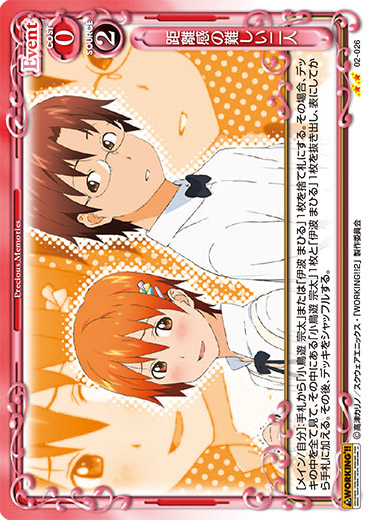 Event
COST
0
SOURCE
2
距離感の難しい二人
Precious Memories
[メイン/自分]:手札から「小鳥遊 宗太」または「伊波 まひる」1枚を捨て札にする。その場合、デッ
キの中を全て見て、その中にある「小鳥遊 宗太」1枚と「伊波 まひる」1枚を抜き出し、表にしてか
ら手札に加える。その後、デッキをシャッフルする。
©高津カリノ/スクウェアエニックス・「WORKING!!2」製作委員会
WORKING'!!
02-026